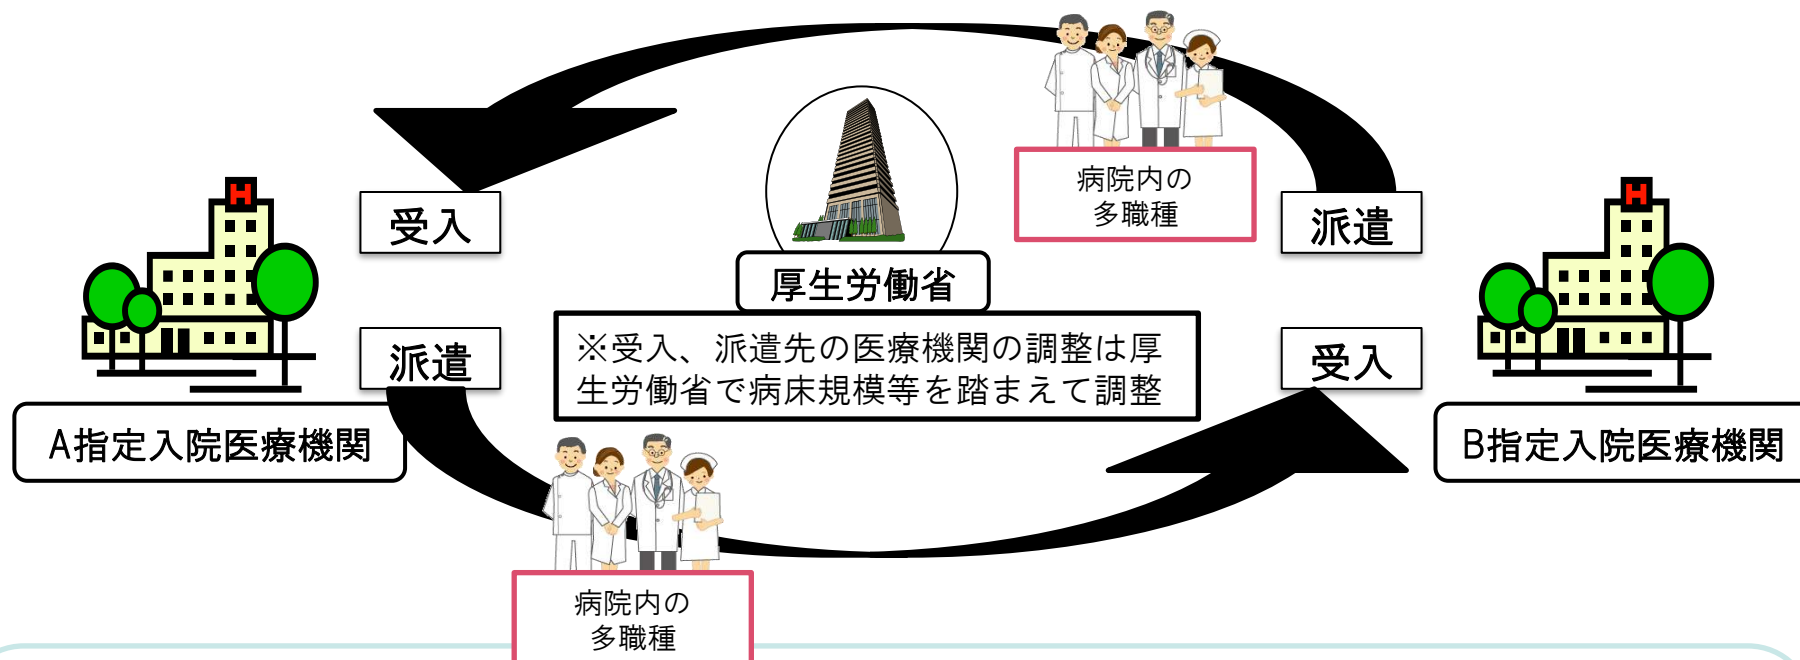 病院内の
多職種
受入
派遣
厚生労働省
※受入、派遣先の医療機関の調整は厚
生労働省で病床規模等を踏まえて調整
派遣
受入
A指定入院医療機関
B指定入院医療機関
病院内の
多職種
H
H